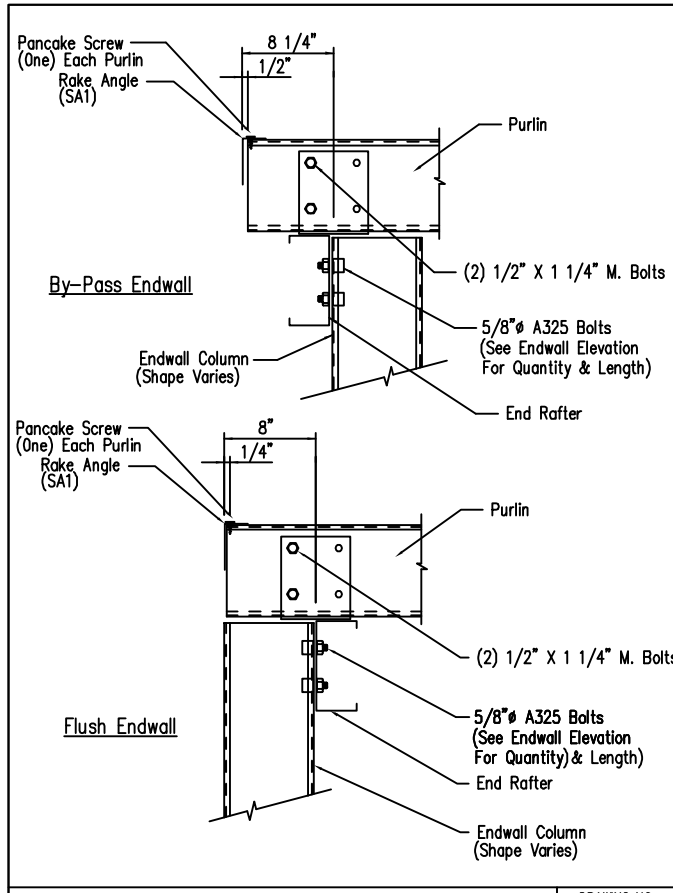 Pancake Screw
(One) Each Purlin
Rake Angle
(SA1)
8 1/4"
1/2"
Purlin
(2) 1/2" X 1 1/4" M. Bolts
By-Pass Endwall
5/8"ø A325 Bolts
(See Endwall Elevation
For Quantity & Length)
Endwall Column
(Shape Varies)
End Rafter
Pancake Screw
(One) Each Purlin
Rake Angle
(SA1)
8"
1/4"
Purlin
(2) 1/2" X 1 1/4" M. Bolts
Flush Endwall
5/8"ø A325 Bolts
(See Endwall Elevation
For Quantity) & Length)
End Rafter
Endwall Column
(Shape Varies)